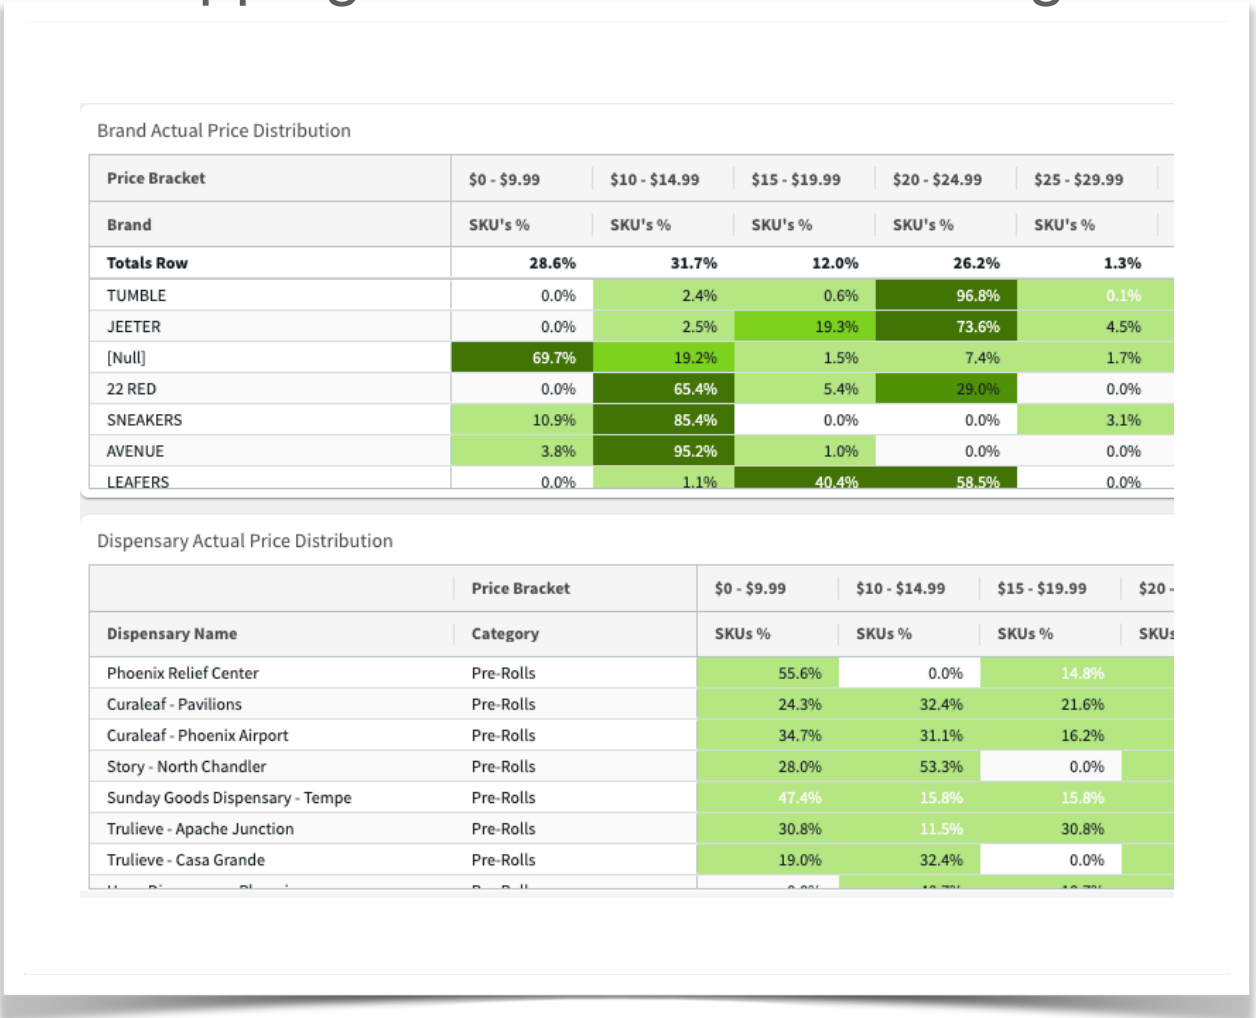 Brand Actual Price Distribution
Price Bracket $0 - $9.99 $10 - $14.99 $15 - $19.99 $20 - $24.99 $25 - $29.99
Brand SKU's % SKU's % SKU's % SKU's % SKU's %
Totals Row 28.6% 31.7% 12.0% 26.2% 1.3%
TUMBLE 0.0% 2.4% 0.6% 96.8% 0.1%
JEETER 0.0% 2.5% 19.3% 73.6% 4.5%
[Null] 69.7% 19.2% 1.5% 7.4% 1.7%
22 RED 0.0% 65.4% 5.4% 29.0% 0.0%
SNEAKERS 10.9% 85.4% 0.0% 0.0% 3.1%
AVENUE 3.8% 95.2% 1.0% 0.0% 0.0%
LEAFERS 0.0% 1.1% 40.4% 58.5% 0.0%
Dispensary Actual Price Distribution
Price Bracket $0 - $9.99 $10 - $14.99 $15 - $19.99 $20 -
Dispensary Name Category SKUs % SKUs % SKUs % SKUs
Phoenix Relief Center Pre-Rolls 55.6% 0.0% 14.8%
Curaleaf - Pavilions Pre-Rolls 24.3% 32.4% 21.6%
Curaleaf - Phoenix Airport Pre-Rolls 34.7% 31.1% 16.2%
Story - North Chandler Pre-Rolls 28.0% 53.3% 0.0%
Sunday Goods Dispensary - Tempe Pre-Rolls 47.4% 15.8% 15.8%
Trulieve - Apache Junction Pre-Rolls 30.8% 11.5% 30.8%
Trulieve - Casa Grande Pre-Rolls 19.0% 32.4% 0.0%